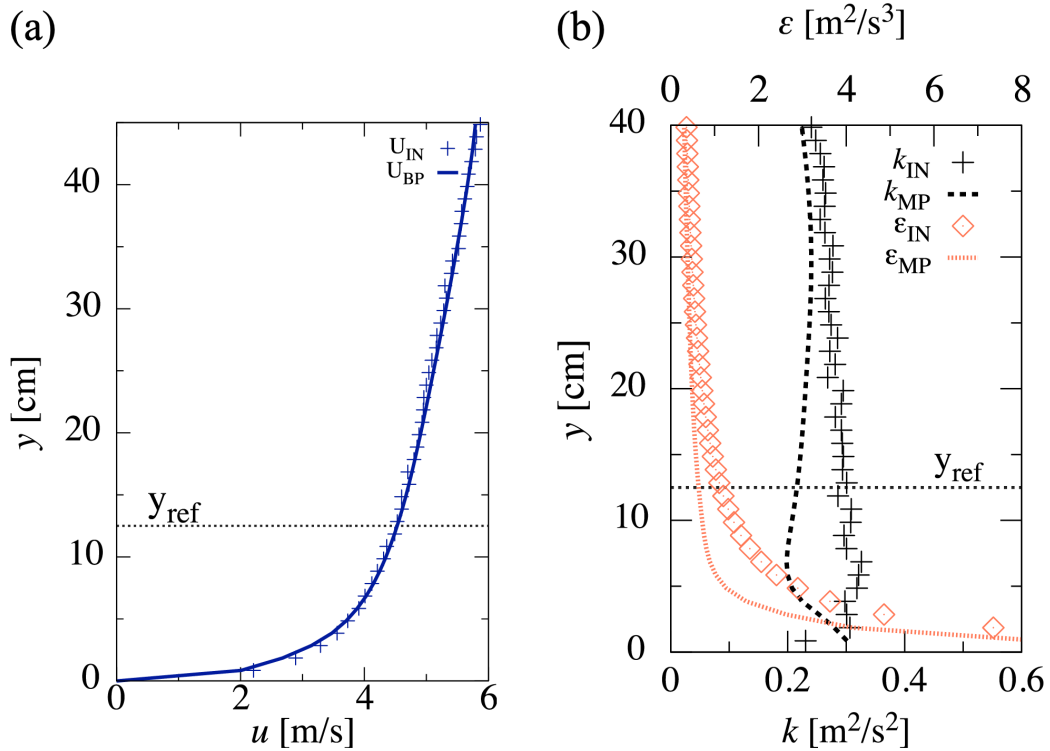 (a)
y [cm]
40
30
20
10
0
0 2 4 6
u [m/s]
U_IN
U_BP
y_ref
(b)
ε [m²/s³]
0 2 4 6 8
y [cm]
40
30
20
10
0
0 0.2 0.4 0.6
k [m²/s²]
k_IN
k_MP
ε_IN
ε_MP
y_ref